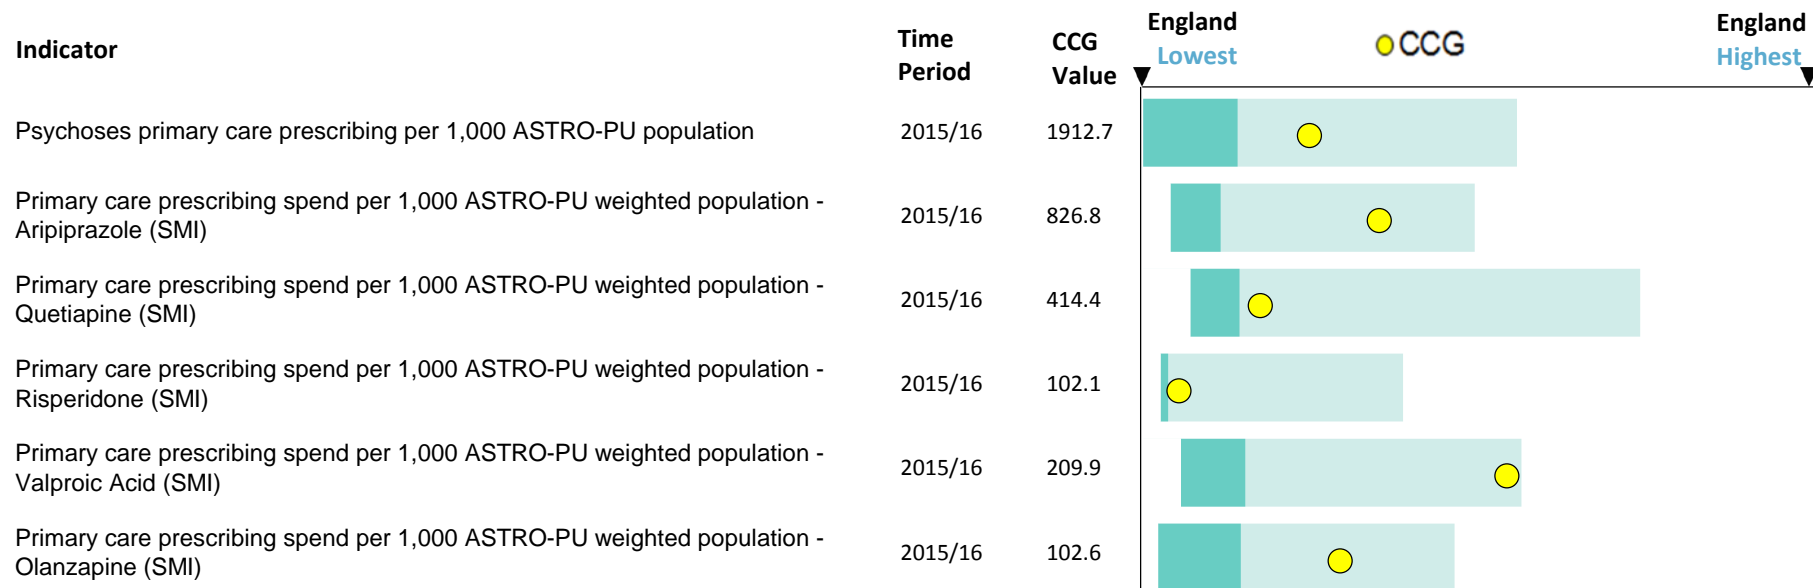 Indicator
Time Period
CCG Value
England Lowest
CCG
England Highest
Psychoses primary care prescribing per 1,000 ASTRO-PU population
2015/16
1912.7
Primary care prescribing spend per 1,000 ASTRO-PU weighted population -
Aripiprazole (SMI)
2015/16
826.8
Primary care prescribing spend per 1,000 ASTRO-PU weighted population -
Quetiapine (SMI)
2015/16
414.4
Primary care prescribing spend per 1,000 ASTRO-PU weighted population -
Risperidone (SMI)
2015/16
102.1
Primary care prescribing spend per 1,000 ASTRO-PU weighted population -
Valproic Acid (SMI)
2015/16
209.9
Primary care prescribing spend per 1,000 ASTRO-PU weighted population -
Olanzapine (SMI)
2015/16
102.6